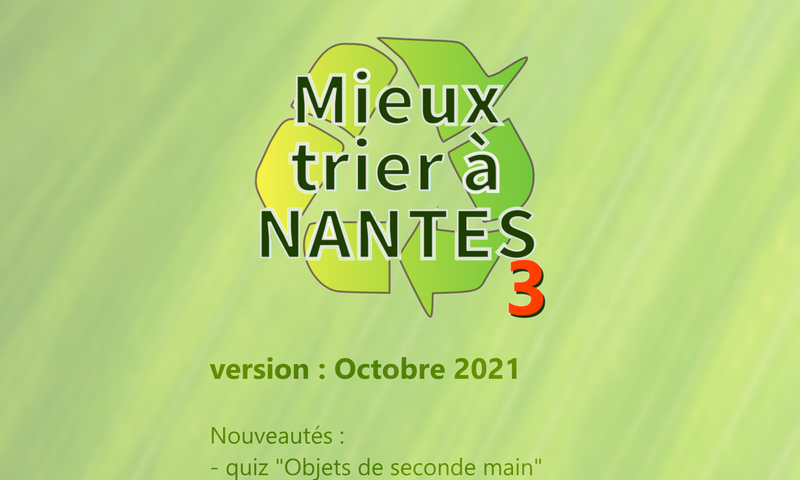 Mieux
trier à
NANTES
3
version : Octobre 2021
Nouveautés :
- quiz "Objets de seconde main"